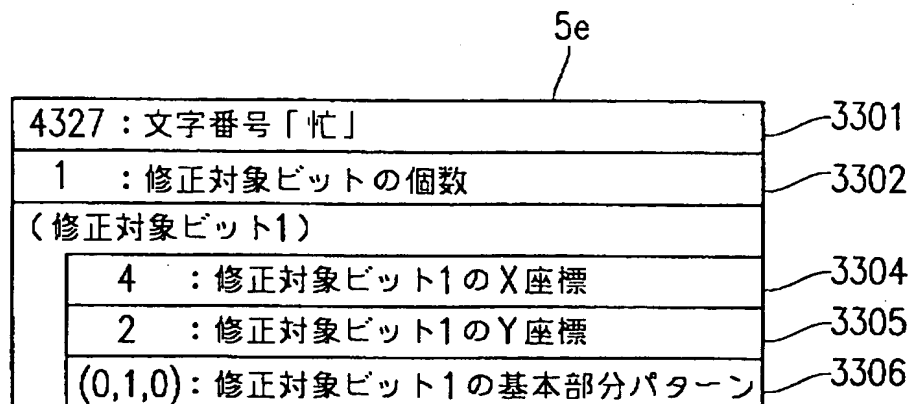 5e
4327 : 文字番号「忙」 3301
1 : 修正対象ビットの個数 3302
(修正対象ビット1)
4 : 修正対象ビット1のX座標 3304
2 : 修正対象ビット1のY座標 3305
(0,1,0) : 修正対象ビット1の基本部分パターン 3306